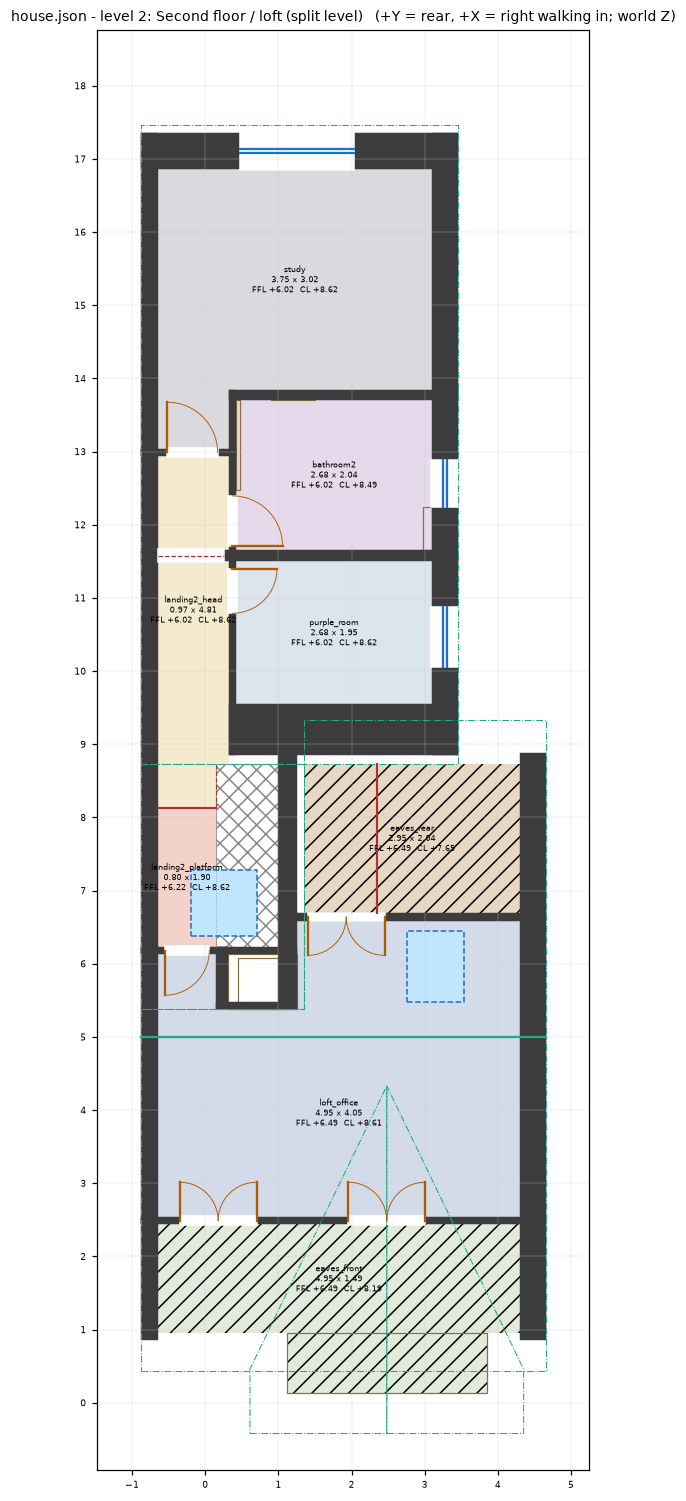 house.json - level 2: Second floor / loft (split level)   (+Y = rear, +X = right walking in; world Z)
18
17
16
study
3.75 x 3.02
FFL +6.02  CL +8.62
15
14
13
bathroom2
2.68 x 2.04
FFL +6.02  CL +8.49
12
11
landing2_head
0.97 x 4.81
FFL +6.02  CL +8.62
purple_room
2.68 x 1.95
FFL +6.02  CL +8.62
10
9
8
eaves_rear
2.95 x 2.04
FFL +6.49  CL +7.65
7
landing2_platform
0.80 x 1.90
FFL +6.22  CL +8.62
6
5
4
loft_office
4.95 x 4.05
FFL +6.49  CL +8.61
3
2
eaves_front
4.95 x 1.49
FFL +6.49  CL +8.19
1
0
−1 0 1 2 3 4 5